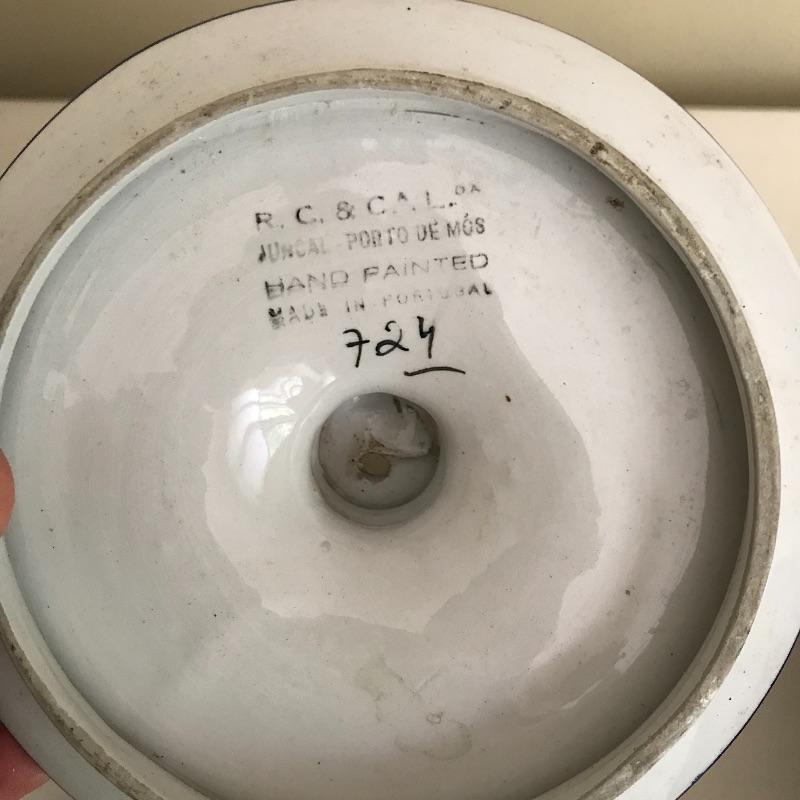 R. C. & C.A. L.DA
JUNCAL - PORTO DE MÓS
HAND PAINTED
MADE IN PORTUGAL
724